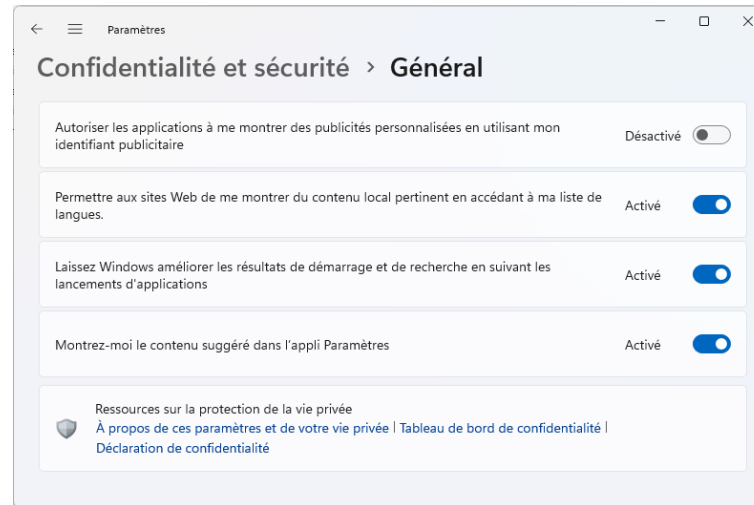 Paramètres
Confidentialité et sécurité > Général
Autoriser les applications à me montrer des publicités personnalisées en utilisant mon
identifiant publicitaire
Désactivé
Permettre aux sites Web de me montrer du contenu local pertinent en accédant à ma liste de
langues.
Activé
Laissez Windows améliorer les résultats de démarrage et de recherche en suivant les
lancements d'applications
Activé
Montrez-moi le contenu suggéré dans l’appli Paramètres
Activé
Ressources sur la protection de la vie privée
À propos de ces paramètres et de votre vie privée | Tableau de bord de confidentialité |
Déclaration de confidentialité